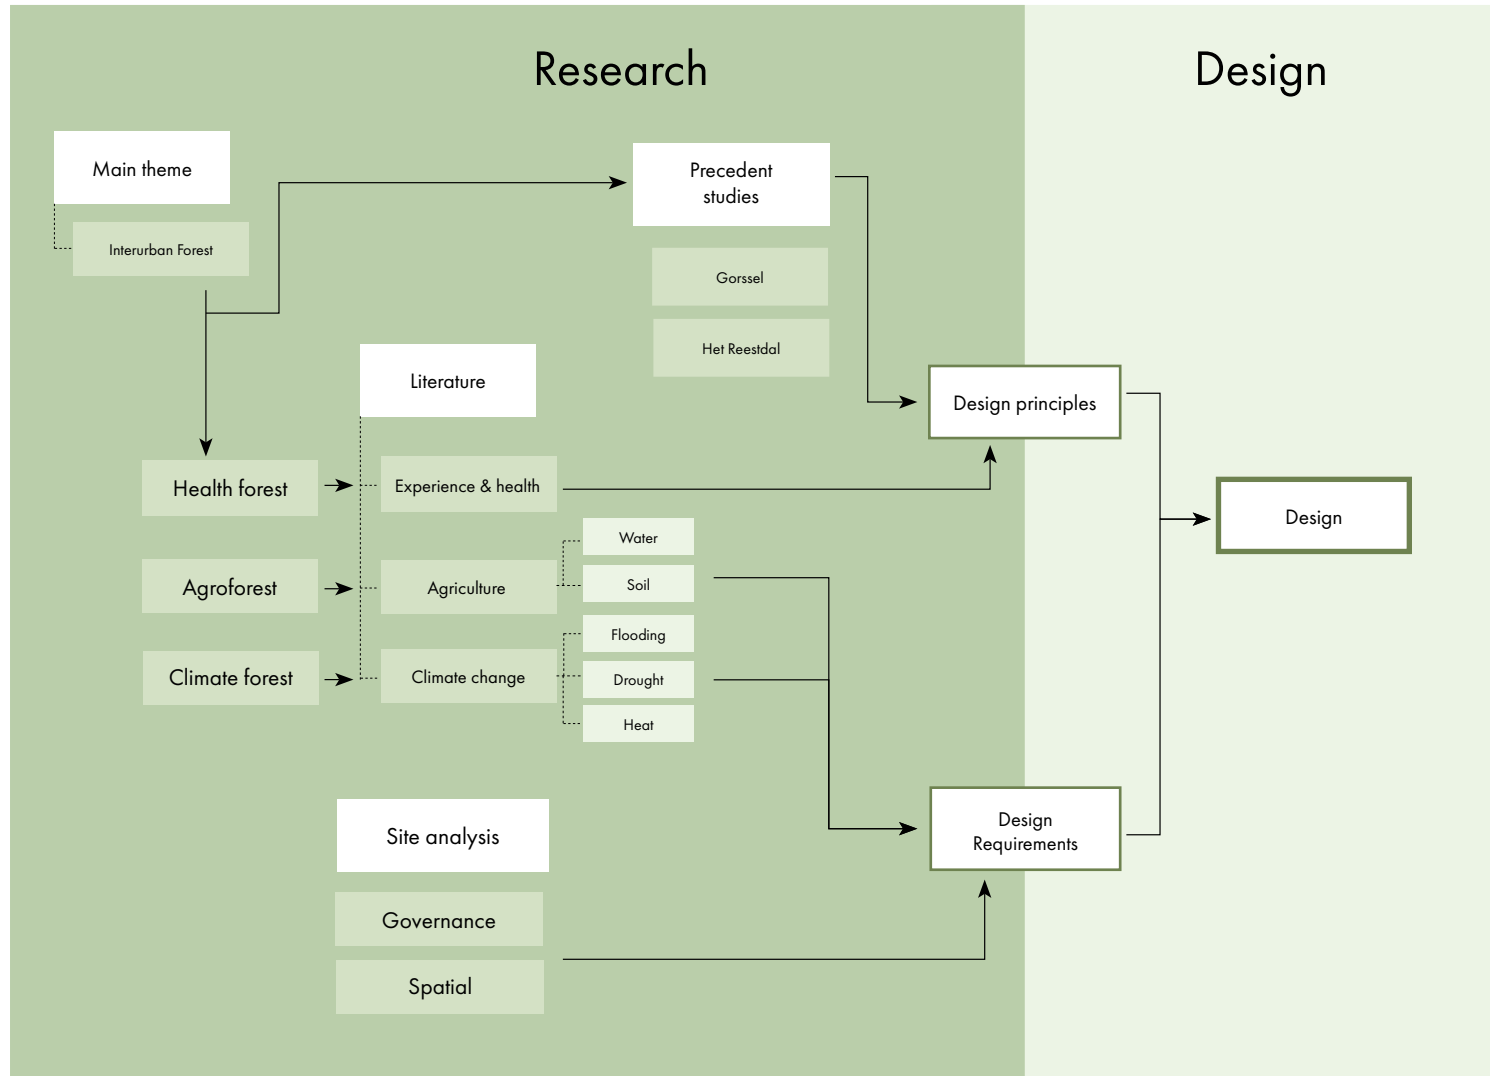 Research
Design
Main theme
Interurban Forest
Precedent
studies
Gorssel
Het Reestdal
Literature
Design principles
Health forest
Experience & health
Design
Water
Agroforest
Agriculture
Soil
Flooding
Climate forest
Climate change
Drought
Heat
Site analysis
Design
Requirements
Governance
Spatial